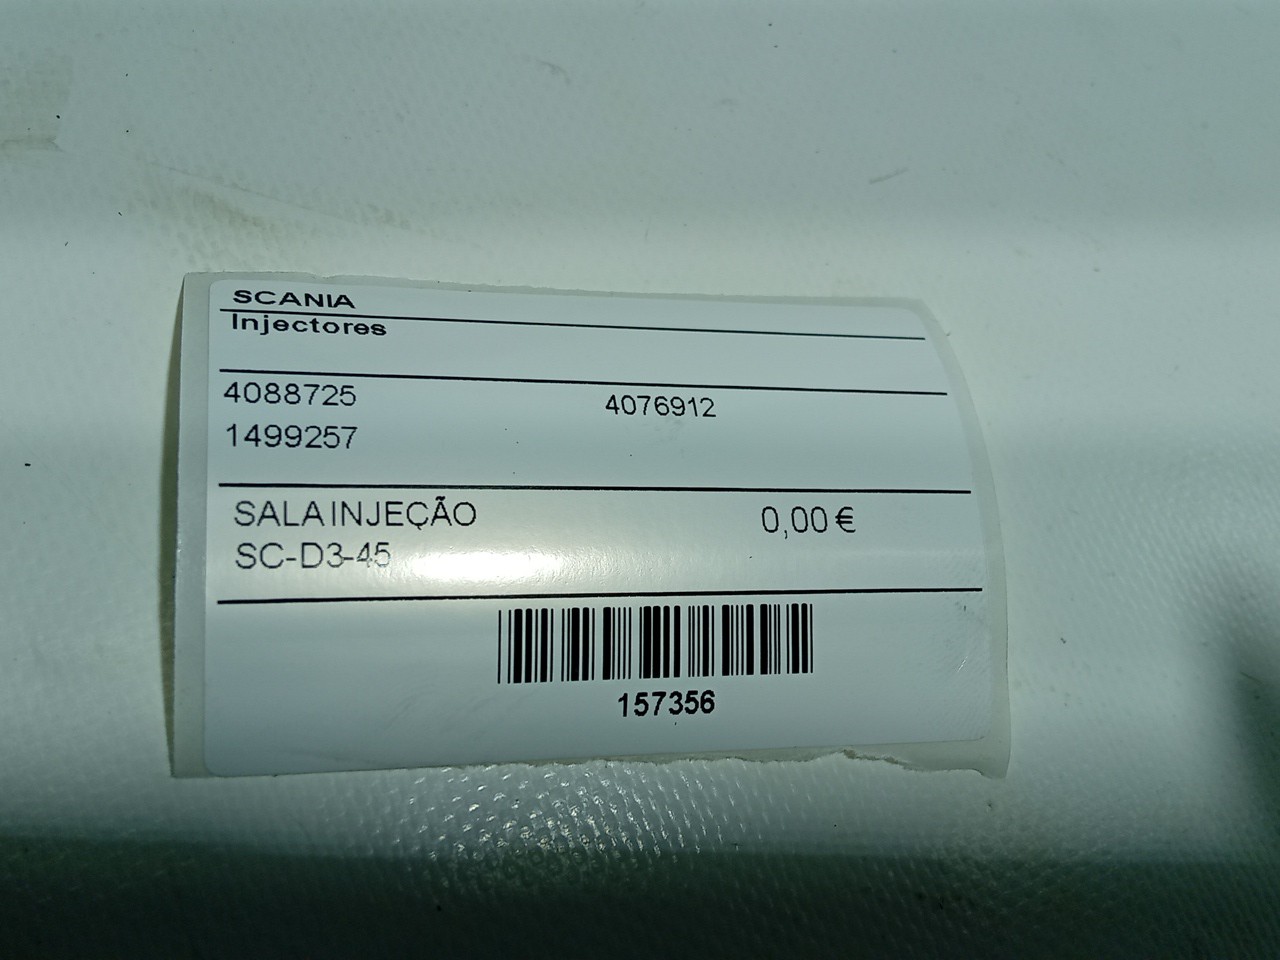 SCANIA
Injectores
4088725 4076912
1499257
SALA INJEÇÃO 0,00 €
SC-D3-45
157356